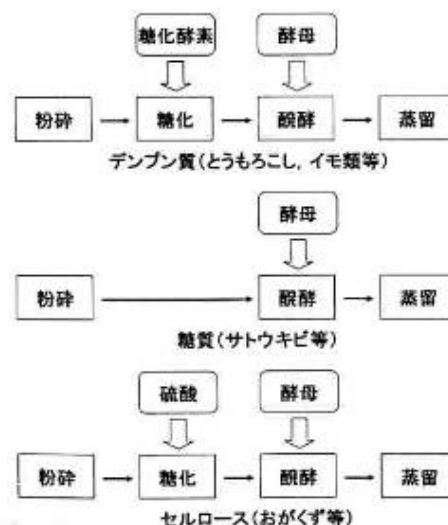 糖化酵素 酵母
粉砕 糖化 醗酵 蒸留
デンプン質(とうもろこし, イモ類等)
酵母
粉砕 醗酵 蒸留
糖質(サトウキビ等)
硫酸 酵母
粉砕 糖化 醗酵 蒸留
セルロース(おがくず等)